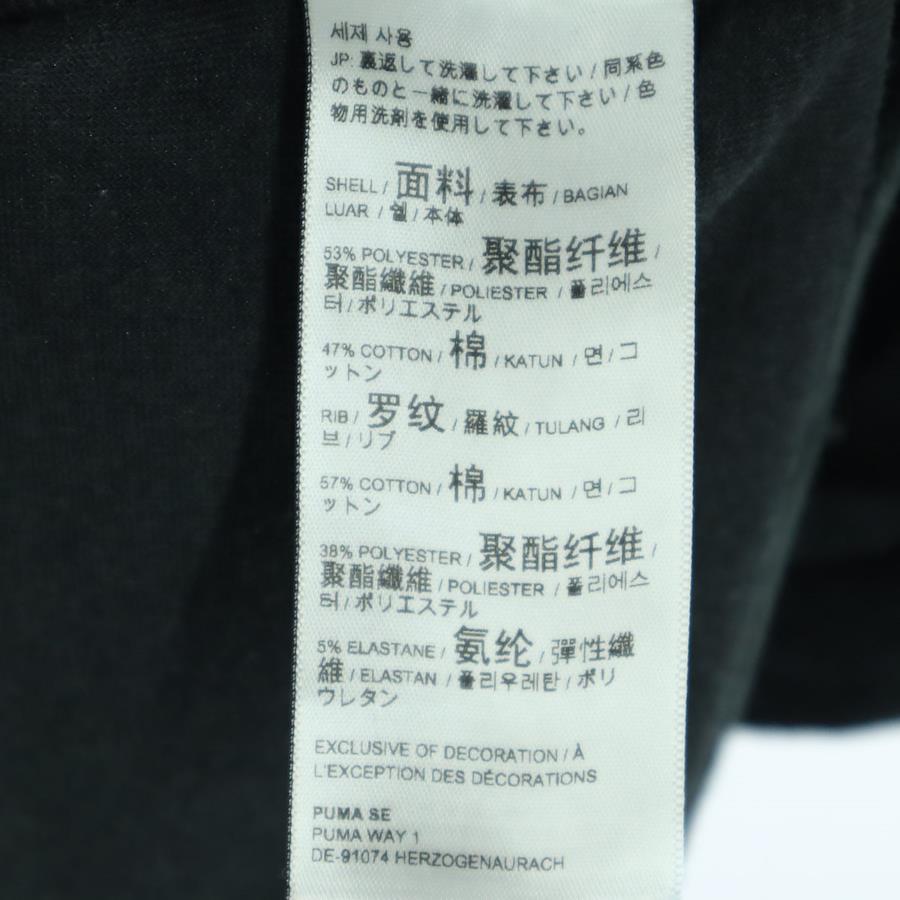 세제 사용
JP: 裏返して洗濯して下さい / 同系色
のものと一緒に洗濯して下さい / 色
物用洗剤を使用して下さい。
SHELL / 面料 / 表布 / BAGIAN
LUAR / 쉘 / 本体
53% POLYESTER / 聚酯纤维 /
聚酯纖維 / POLIESTER / 폴리에스
터 / ポリエステル
47% COTTON / 棉 / KATUN / 면 / コ
ットン
RIB / 罗纹 / 羅紋 / TULANG / 리
브 / リブ
57% COTTON / 棉 / KATUN / 면 / コ
ットン
38% POLYESTER / 聚酯纤维 /
聚酯纖維 / POLIESTER / 폴리에스
터 / ポリエステル
5% ELASTANE / 氨纶 / 彈性纖
維 / ELASTAN / 폴리우레탄 / ポリ
ウレタン
EXCLUSIVE OF DECORATION / À
L'EXCEPTION DES DÉCORATIONS
PUMA SE
PUMA WAY 1
DE-91074 HERZOGENAURACH